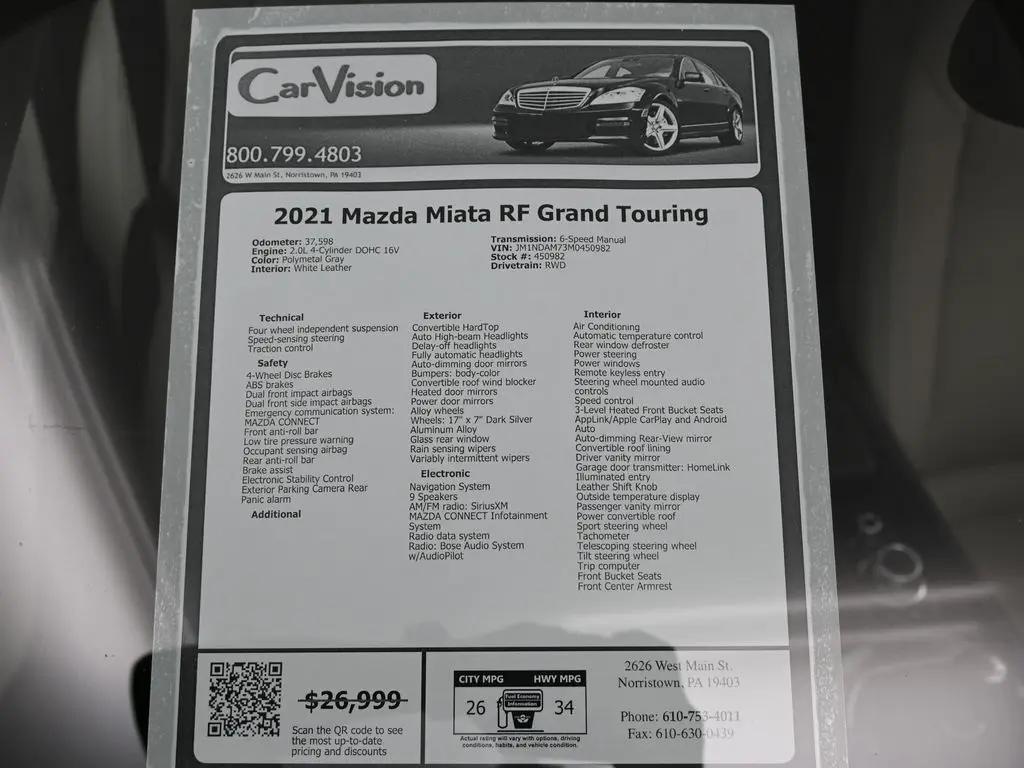 CarVision
800.799.4803
2626 W Main St, Norristown, PA 19403
2021 Mazda Miata RF Grand Touring
Odometer: 37,598
Engine: 2.0L 4-Cylinder DOHC 16V
Color: Polymetal Gray
Interior: White Leather
Transmission: 6-Speed Manual
VIN: JM1NDAM73M0450982
Stock #: 450982
Drivetrain: RWD
Technical
Four wheel independent suspension
Speed-sensing steering
Traction control
Safety
4-Wheel Disc Brakes
ABS brakes
Dual front impact airbags
Dual front side impact airbags
Emergency communication system:
MAZDA CONNECT
Front anti-roll bar
Low tire pressure warning
Occupant sensing airbag
Rear anti-roll bar
Brake assist
Electronic Stability Control
Exterior Parking Camera Rear
Panic alarm
Additional
Exterior
Convertible HardTop
Auto High-beam Headlights
Delay-off headlights
Fully automatic headlights
Auto-dimming door mirrors
Bumpers: body-color
Convertible roof wind blocker
Heated door mirrors
Power door mirrors
Alloy wheels
Wheels: 17" x 7" Dark Silver
Aluminum Alloy
Glass rear window
Rain sensing wipers
Variably intermittent wipers
Electronic
Navigation System
9 Speakers
AM/FM radio: SiriusXM
MAZDA CONNECT Infotainment
System
Radio data system
Radio: Bose Audio System
w/AudioPilot
Interior
Air Conditioning
Automatic temperature control
Rear window defroster
Power steering
Power windows
Remote keyless entry
Steering wheel mounted audio
controls
Speed control
3-Level Heated Front Bucket Seats
AppLink/Apple CarPlay and Android
Auto
Auto-dimming Rear-View mirror
Convertible roof lining
Driver vanity mirror
Garage door transmitter: HomeLink
Illuminated entry
Leather Shift Knob
Outside temperature display
Passenger vanity mirror
Power convertible roof
Sport steering wheel
Tachometer
Telescoping steering wheel
Tilt steering wheel
Trip computer
Front Bucket Seats
Front Center Armrest
$26,999
Scan the QR code to see
the most up-to-date
pricing and discounts
CITY MPG
HWY MPG
Fuel Economy
Information
26
34
Actual rating will vary with options, driving
conditions, habits, and vehicle condition.
2626 West Main St.
Norristown, PA 19403
Phone: 610-753-4011
Fax: 610-630-0439